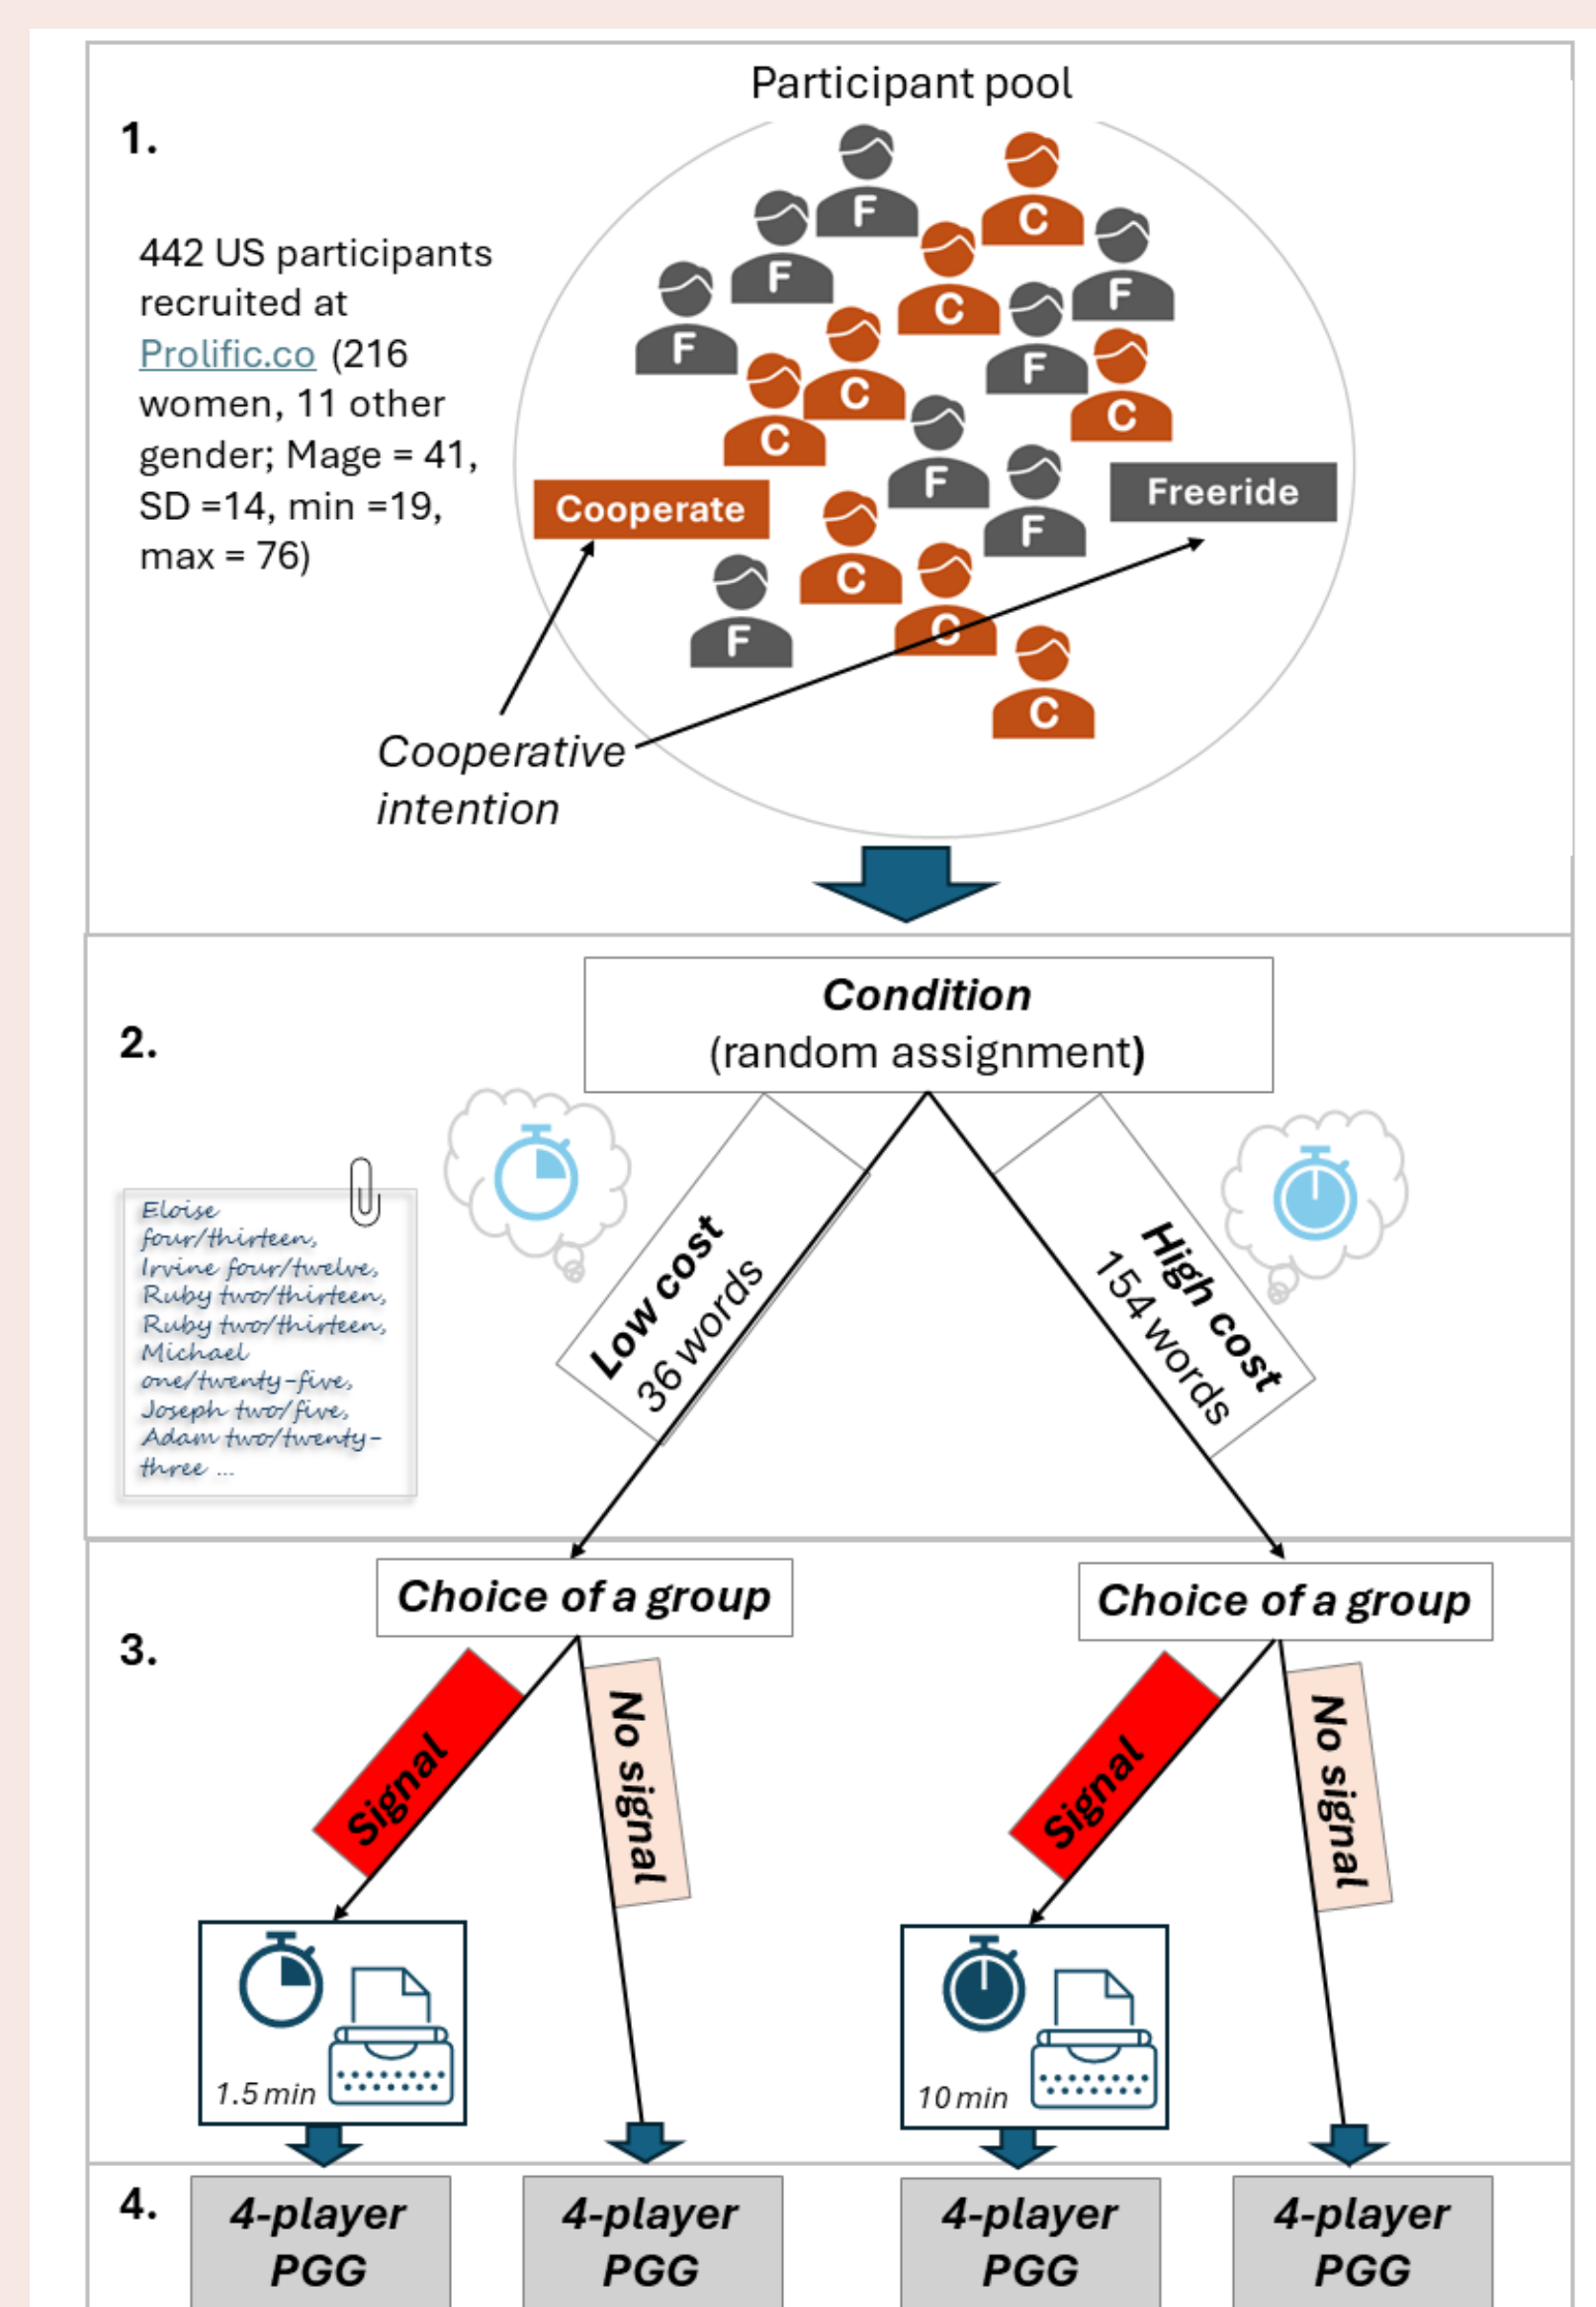 Participant pool
1.
442 US participants
recruited at
Prolific.co (216
women, 11 other
gender; Mage = 41,
SD =14, min =19,
max = 76)
F
C
F
F
C
F
F
C
F
C
C
C
F
F
Cooperate
Freeride
C
F
C
C
Cooperative
intention
2.
Condition
(random assignment)
Eloise
four/thirteen,
Irvine four/twelve,
Ruby two/thirteen,
Ruby two/thirteen,
Michael
one/twenty-five,
Joseph two/five,
Adam two/twenty-
three ...
Low cost
36 words
High cost
154 words
3.
Choice of a group
Choice of a group
Signal
No signal
Signal
No signal
1.5 min
10 min
4.
4-player
PGG
4-player
PGG
4-player
PGG
4-player
PGG